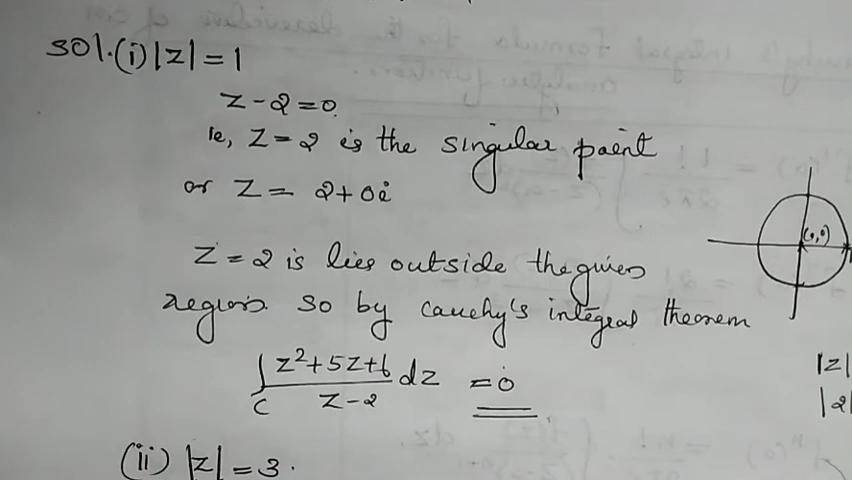 sol. (i) |z| = 1
z - 2 = 0
ie, z = 2 is the singular point
or z = 2 + 0i
(0,0)
z = 2 is lies outside the given
region. so by cauchy's integral theorem
∫_C (z² + 5z + 6)/(z - 2) dz = 0
|z|
|2|
(ii) |z| = 3.